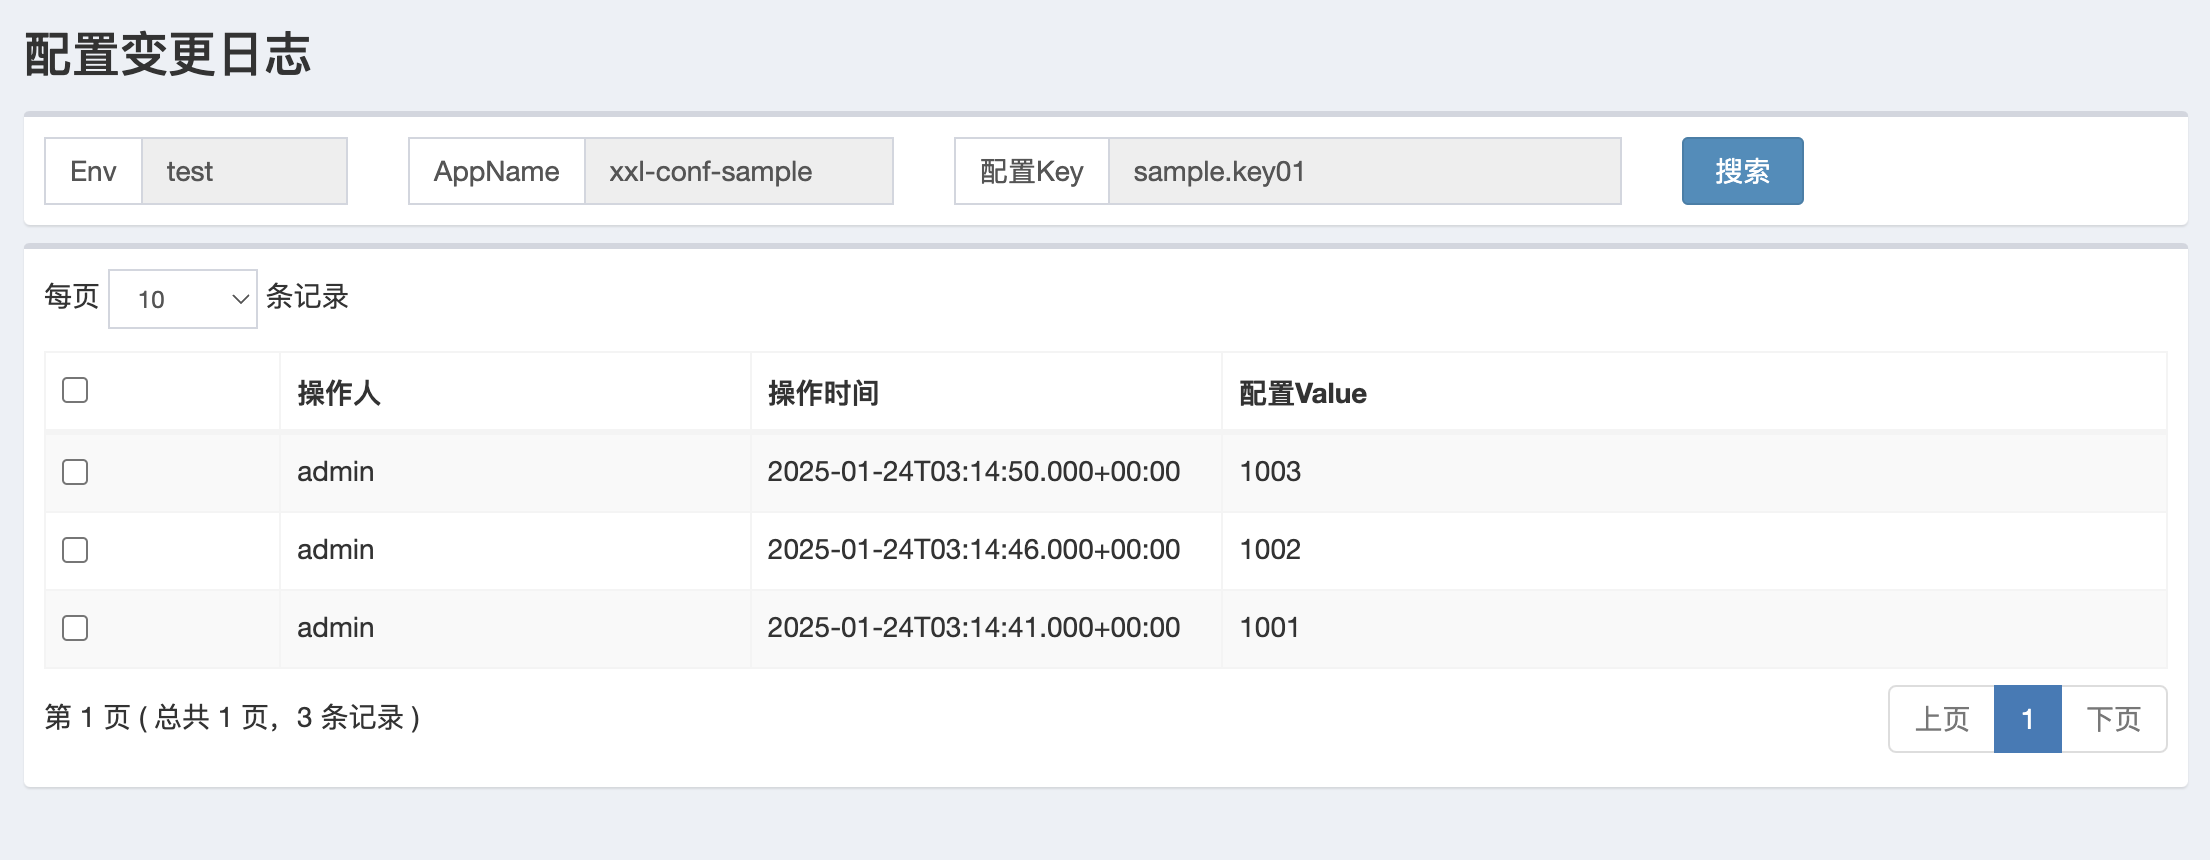 配置变更日志
Env test AppName xxl-conf-sample 配置Key sample.key01 搜索
每页 10 条记录
操作人 操作时间 配置Value
admin 2025-01-24T03:14:50.000+00:00 1003
admin 2025-01-24T03:14:46.000+00:00 1002
admin 2025-01-24T03:14:41.000+00:00 1001
第 1 页 ( 总共 1 页，3 条记录 ) 上页 1 下页